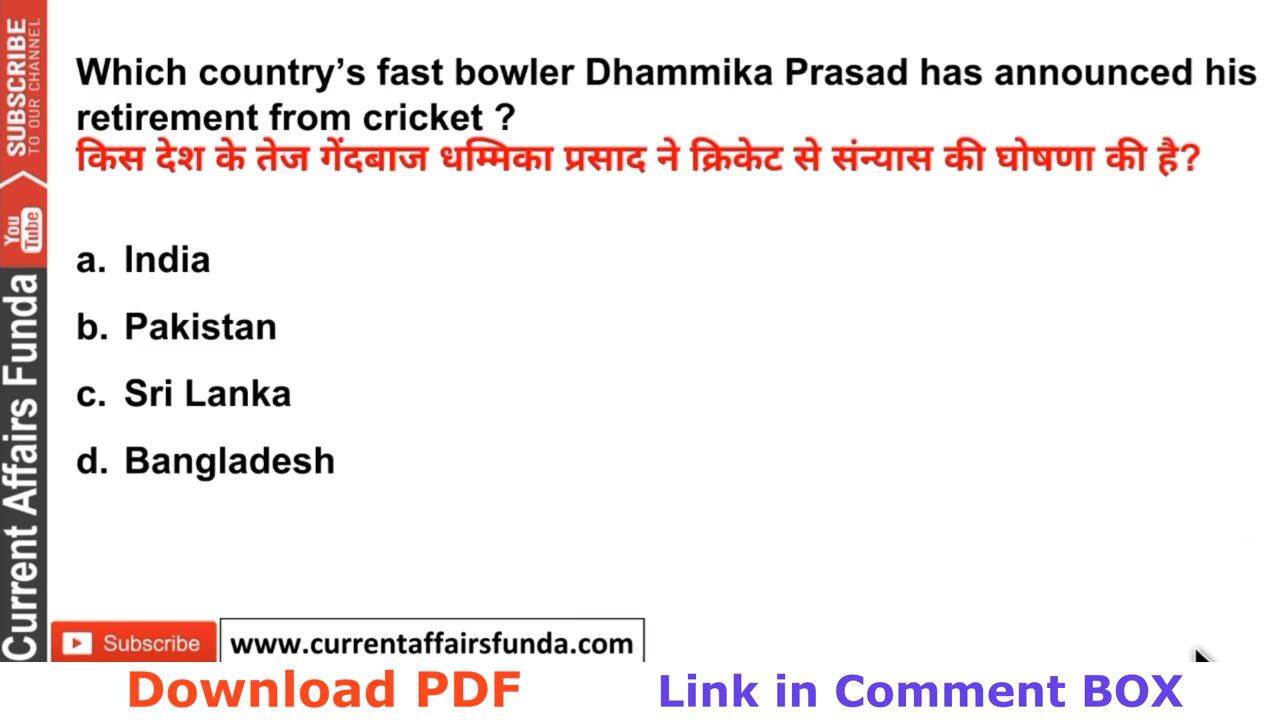 SUBSCRIBE
TO OUR CHANNEL
You
Tube
Current Affairs Funda
Which country’s fast bowler Dhammika Prasad has announced his
retirement from cricket ?
किस देश के तेज गेंदबाज धम्मिका प्रसाद ने क्रिकेट से संन्यास की घोषणा की है?
a. India
b. Pakistan
c. Sri Lanka
d. Bangladesh
Subscribe
www.currentaffairsfunda.com
Download PDF
Link in Comment BOX